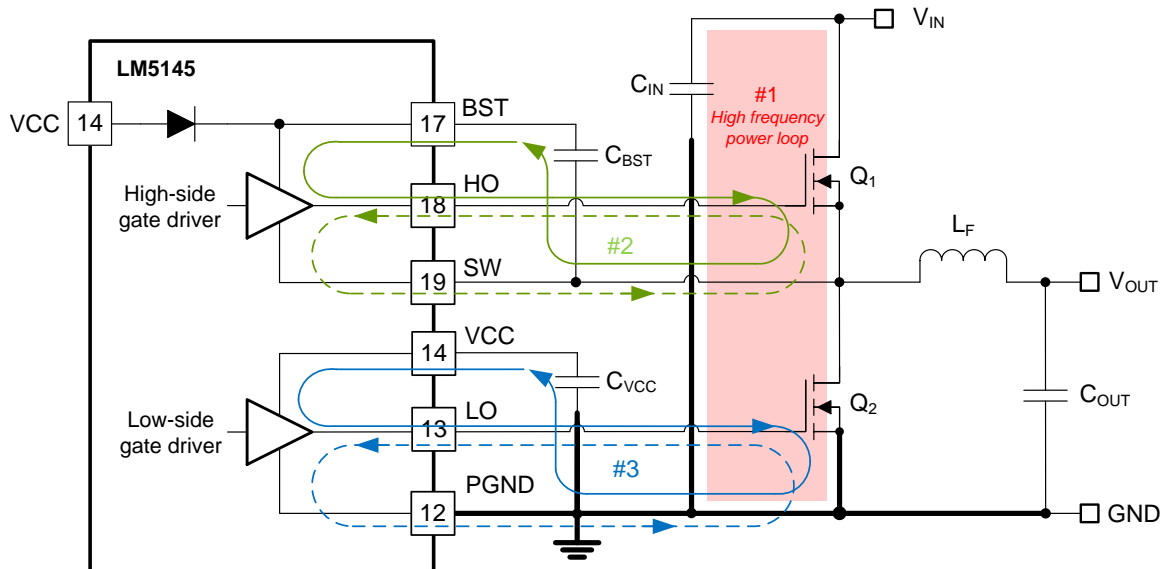 LM5145
VCC
14
High-side
gate driver
Low-side
gate driver
17
BST
18
HO
19
SW
14
VCC
13
LO
12
PGND
CBST
#2
CVCC
#3
CIN
#1
High frequency
power loop
VIN
Q1
Q2
LF
VOUT
COUT
GND